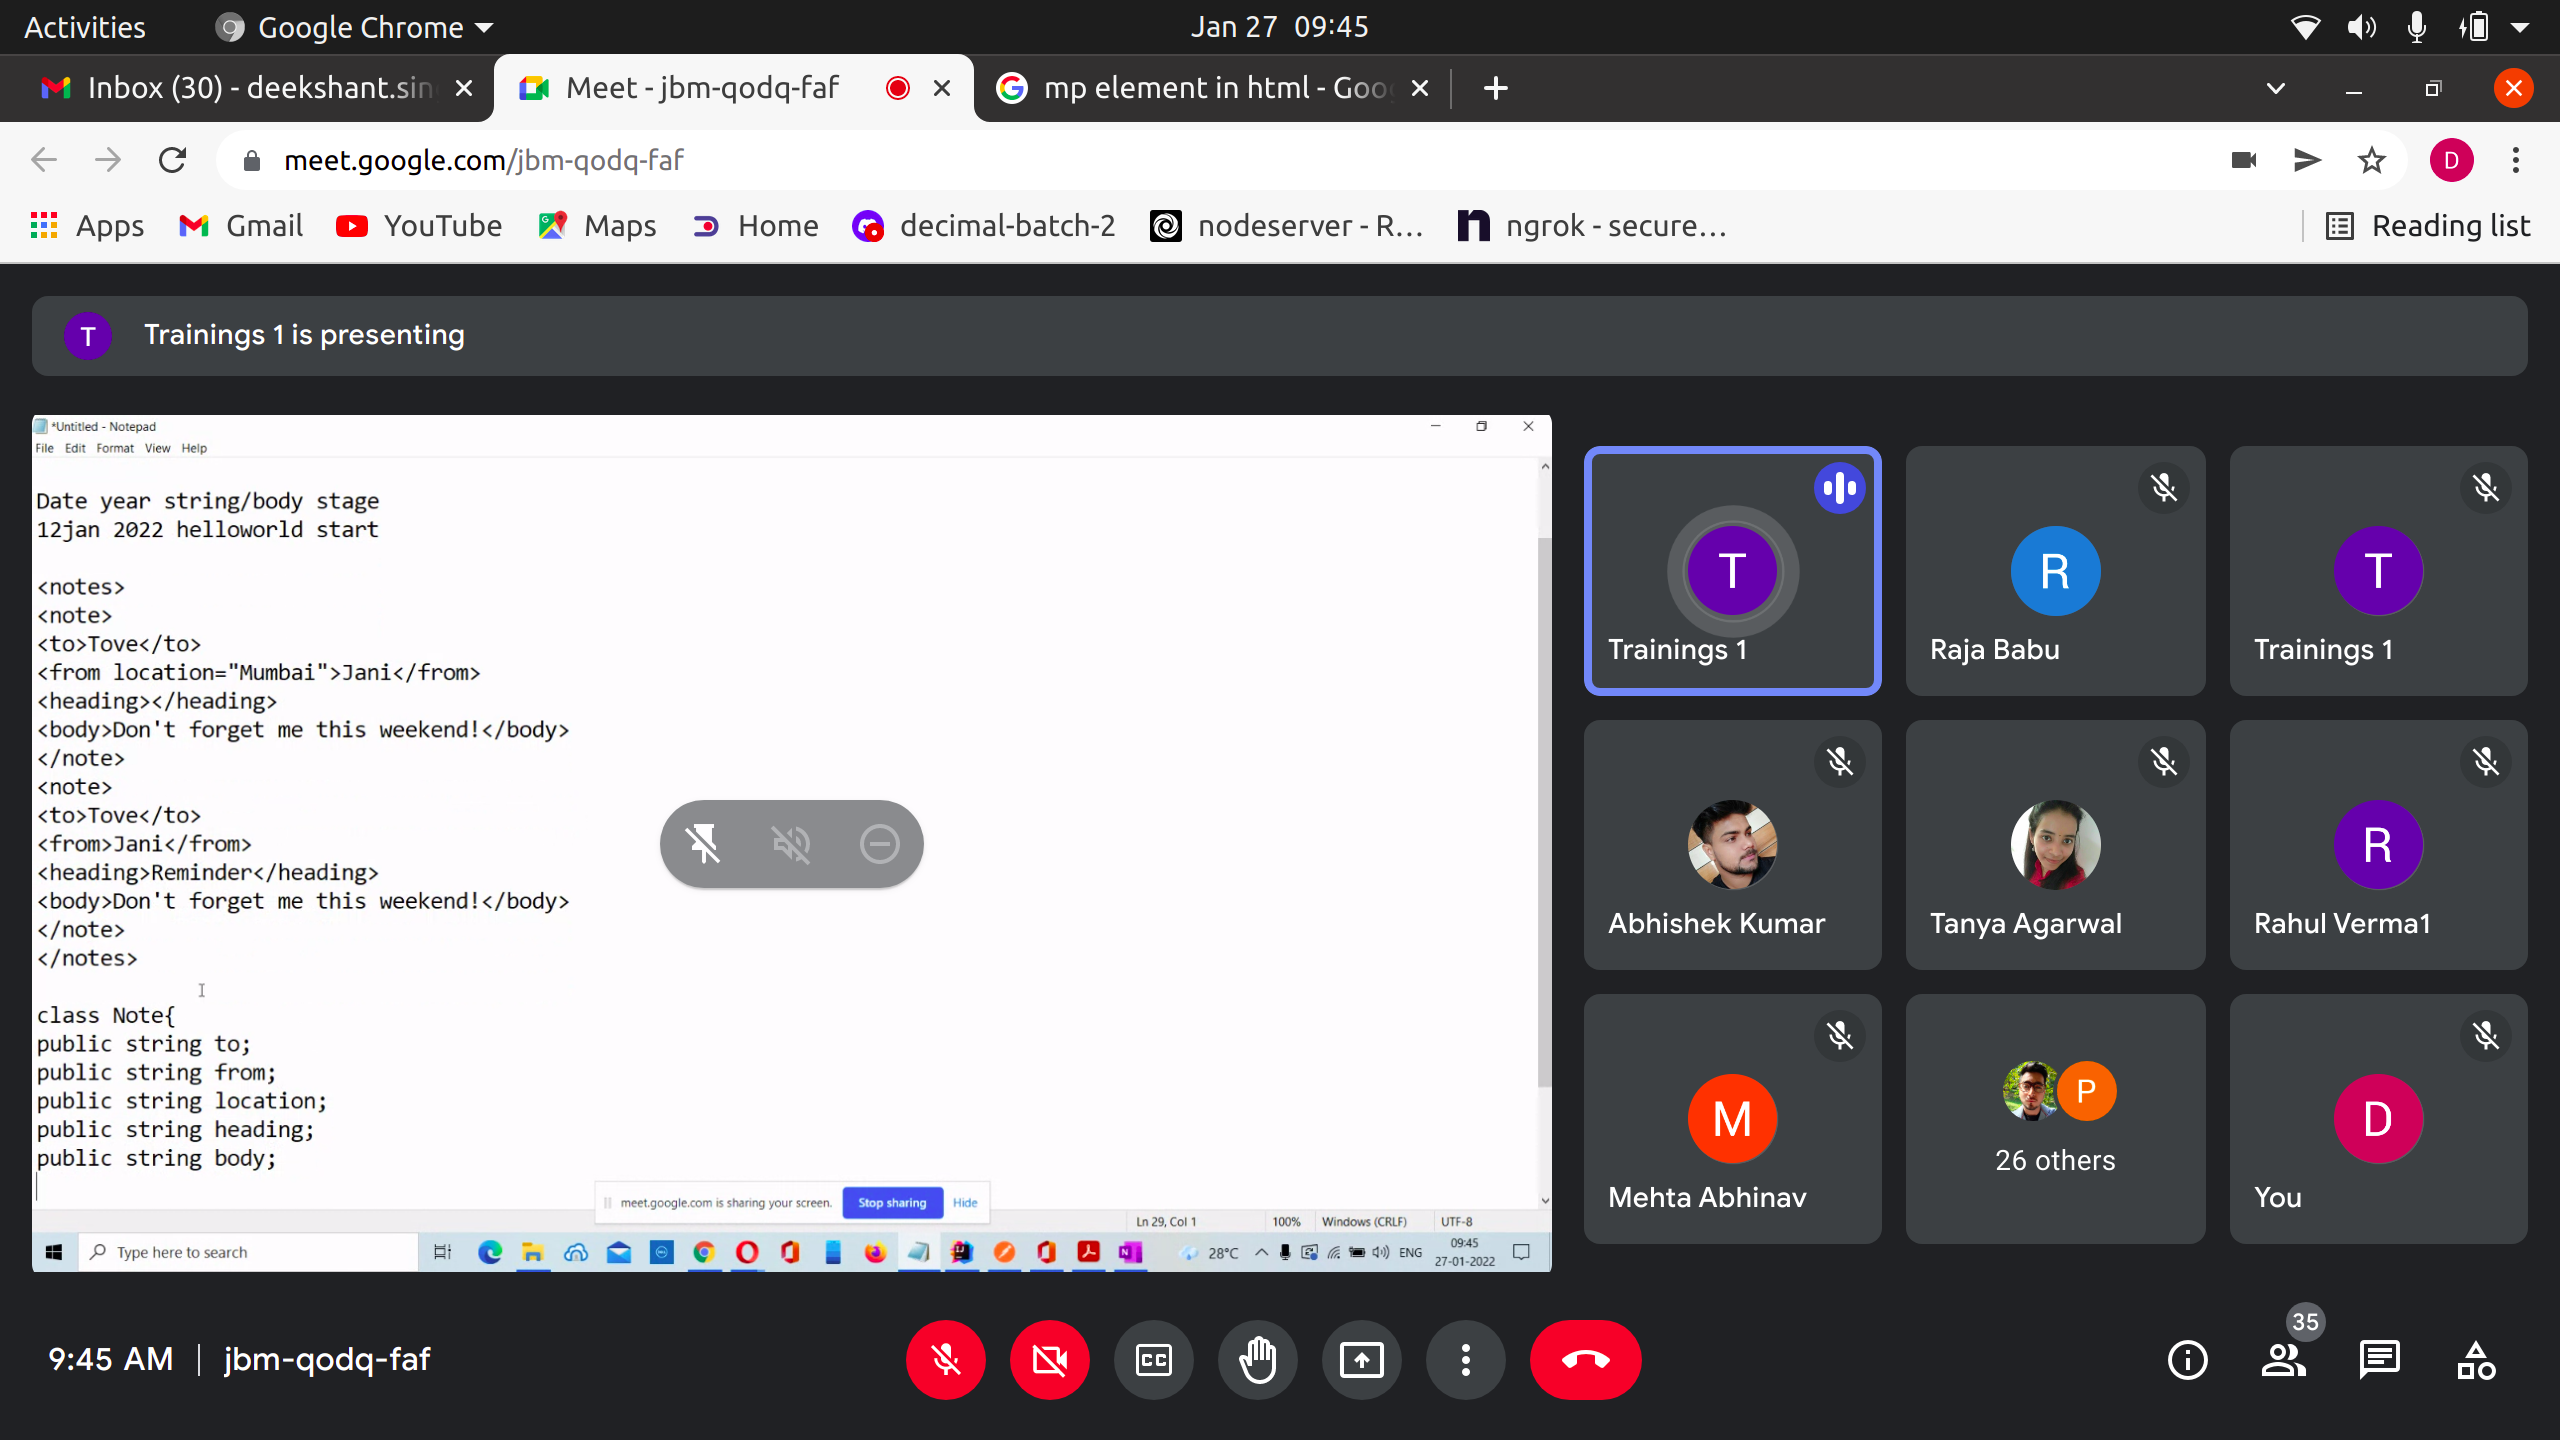 Activities
Google Chrome
Jan 27 09:45
Inbox (30) - deekshant.sin
Meet - jbm-qodq-faf
mp element in html - Goo
meet.google.com/jbm-qodq-faf
D
Apps
Gmail
YouTube
Maps
Home
decimal-batch-2
nodeserver - R...
ngrok - secure...
Reading list
T
Trainings 1 is presenting
*Untitled - Notepad
File Edit Format View Help
Date year string/body stage
12jan 2022 helloworld start
<notes>
<note>
<to>Tove</to>
<from location="Mumbai">Jani</from>
<heading></heading>
<body>Don't forget me this weekend!</body>
</note>
<note>
<to>Tove</to>
<from>Jani</from>
<heading>Reminder</heading>
<body>Don't forget me this weekend!</body>
</note>
</notes>
class Note{
public string to;
public string from;
public string location;
public string heading;
public string body;
meet.google.com is sharing your screen.
Stop sharing
Hide
Ln 29, Col 1
100%
Windows (CRLF)
UTF-8
Type here to search
28°C
ENG
09:45
27-01-2022
T
Trainings 1
R
Raja Babu
T
Trainings 1
Abhishek Kumar
Tanya Agarwal
R
Rahul Verma1
M
Mehta Abhinav
P
26 others
D
You
9:45 AM
jbm-qodq-faf
CC
35